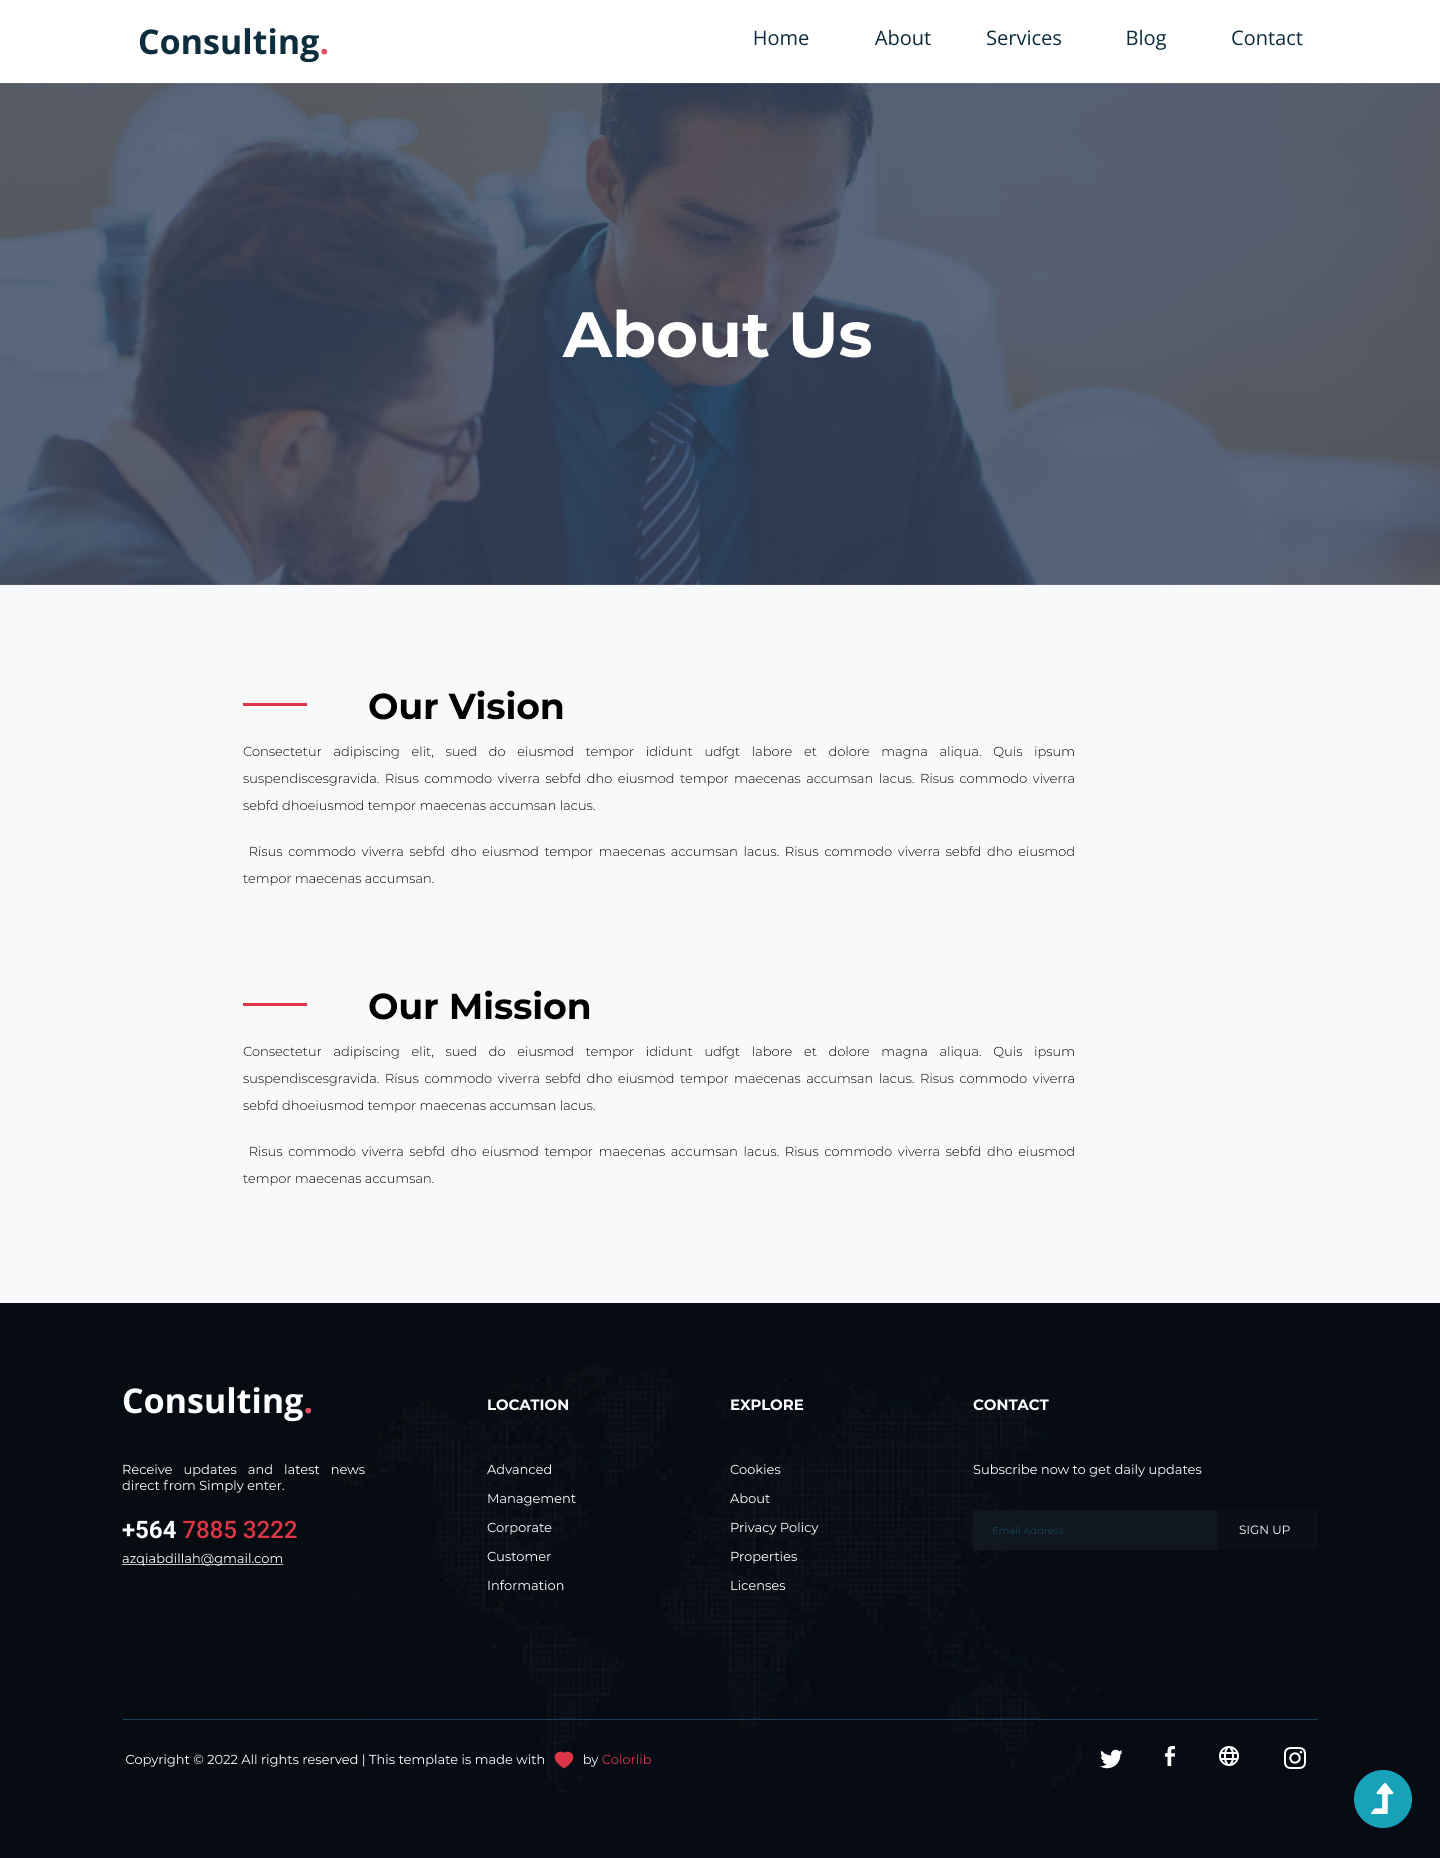 Consulting.
Home About Services Blog Contact
About Us
Our Vision
Consectetur adipiscing elit, sued do eiusmod tempor ididunt udfgt labore et dolore magna aliqua. Quis ipsum
suspendiscesgravida. Risus commodo viverra sebfd dho eiusmod tempor maecenas accumsan lacus. Risus commodo viverra
sebfd dhoeiusmod tempor maecenas accumsan lacus.
Risus commodo viverra sebfd dho eiusmod tempor maecenas accumsan lacus. Risus commodo viverra sebfd dho eiusmod
tempor maecenas accumsan.
Our Mission
Consectetur adipiscing elit, sued do eiusmod tempor ididunt udfgt labore et dolore magna aliqua. Quis ipsum
suspendiscesgravida. Risus commodo viverra sebfd dho eiusmod tempor maecenas accumsan lacus. Risus commodo viverra
sebfd dhoeiusmod tempor maecenas accumsan lacus.
Risus commodo viverra sebfd dho eiusmod tempor maecenas accumsan lacus. Risus commodo viverra sebfd dho eiusmod
tempor maecenas accumsan.
Consulting.
Receive updates and latest news
direct from Simply enter.
+564 7885 3222
azqiabdillah@gmail.com
LOCATION
Advanced
Management
Corporate
Customer
Information
EXPLORE
Cookies
About
Privacy Policy
Properties
Licenses
CONTACT
Subscribe now to get daily updates
Email Address
SIGN UP
Copyright © 2022 All rights reserved | This template is made with by Colorlib